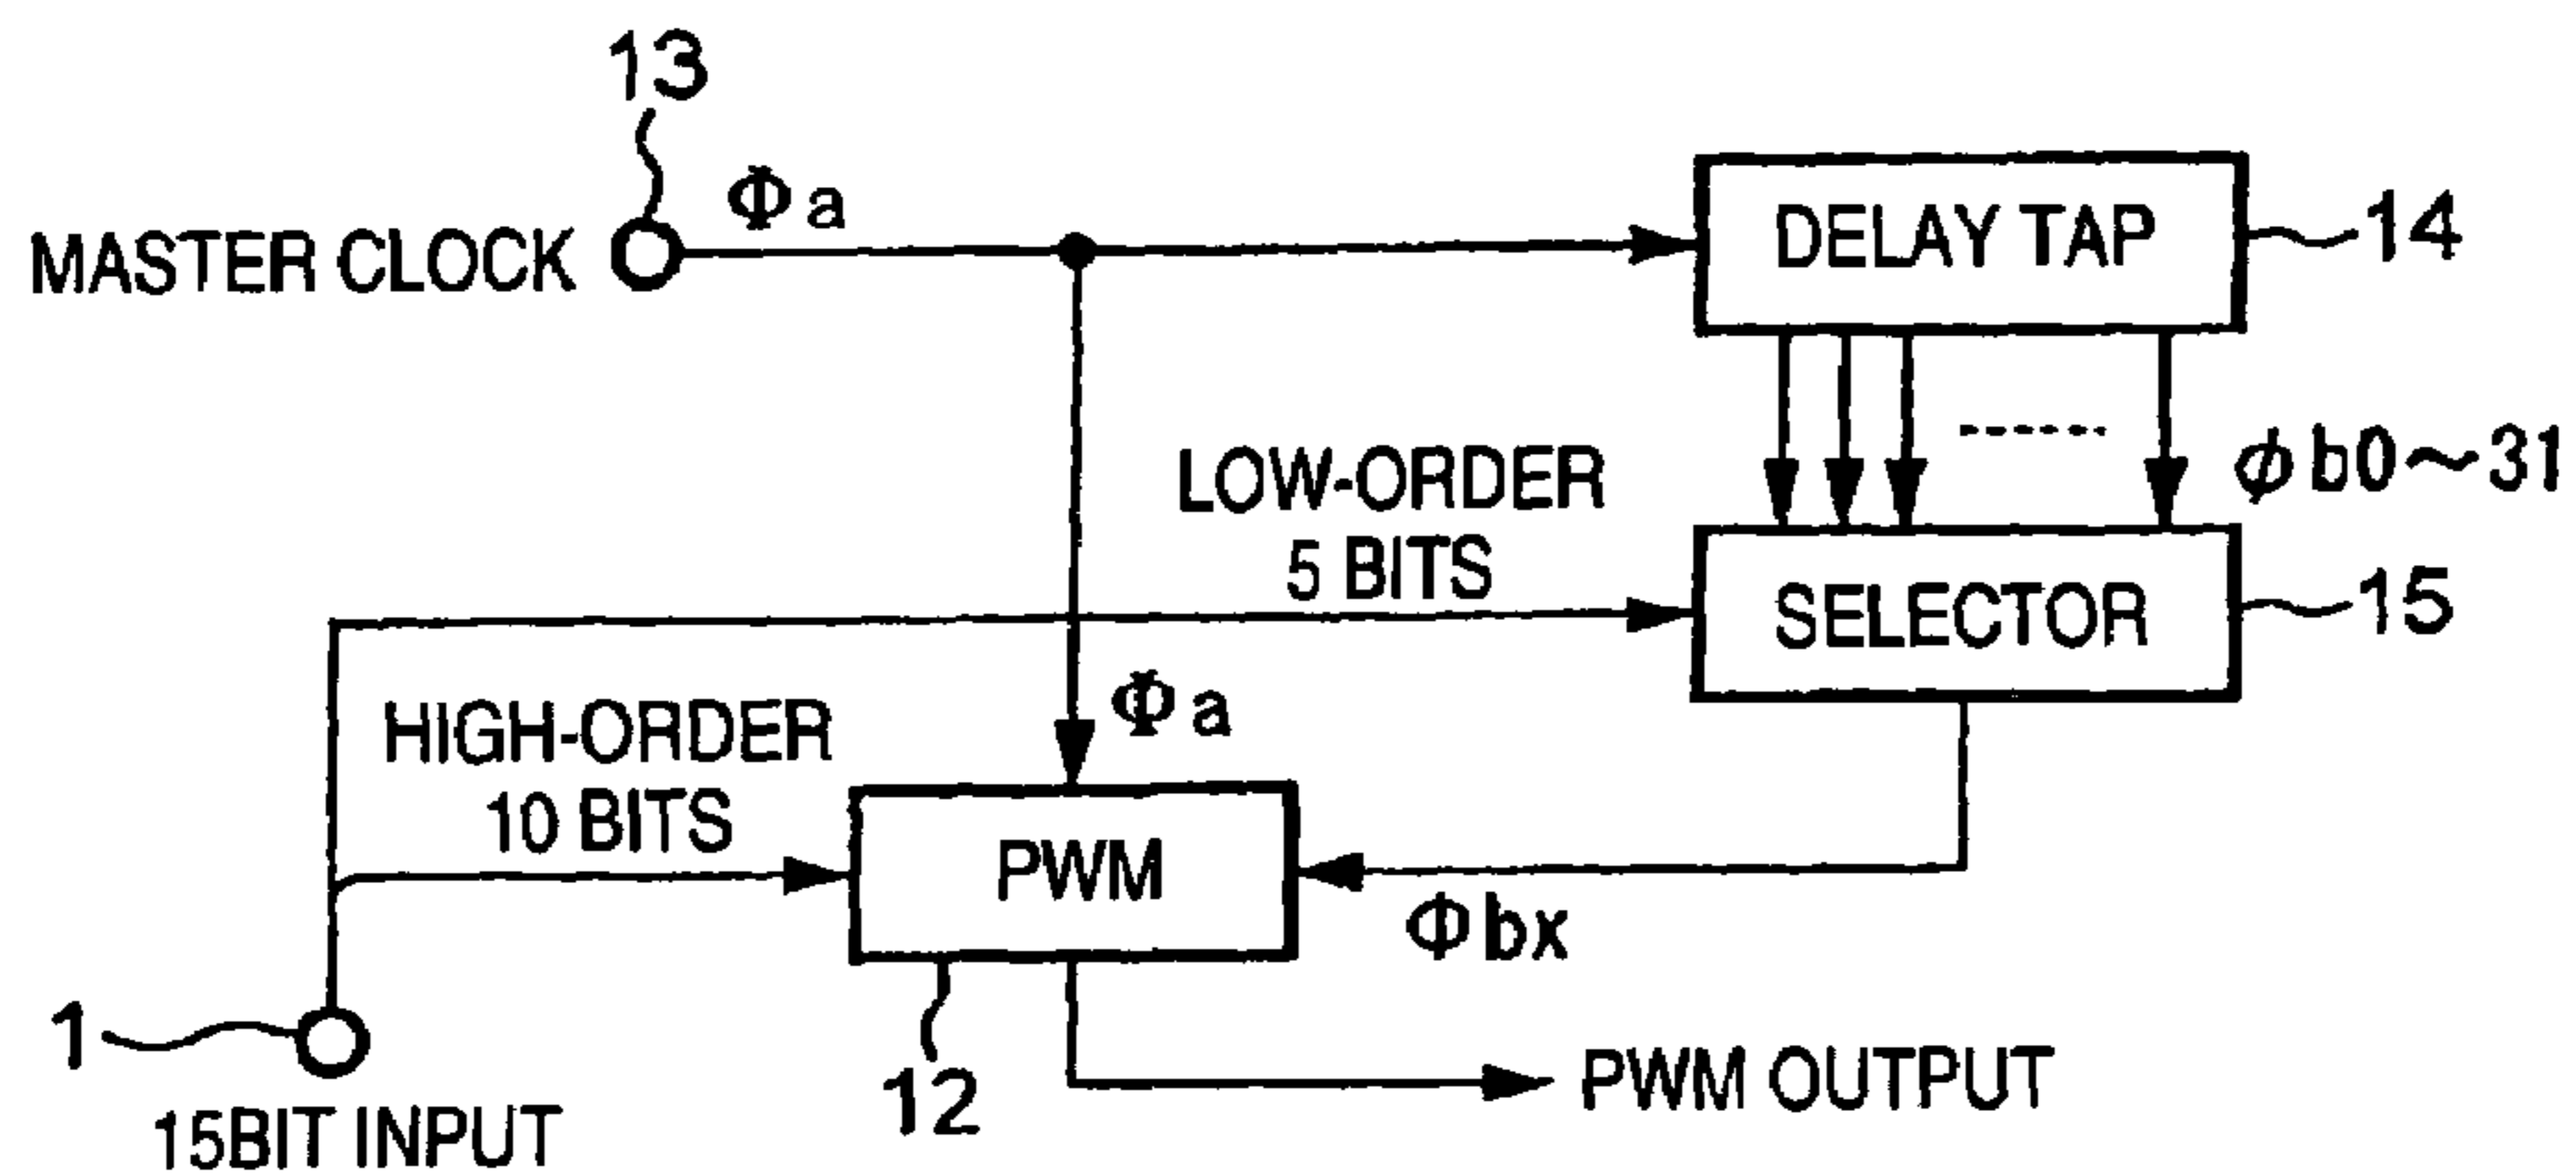 13
Φa
MASTER CLOCK
DELAY TAP
14
LOW-ORDER
5 BITS
φb0~31
SELECTOR
15
HIGH-ORDER
10 BITS
Φa
PWM
Φbx
1
12
PWM OUTPUT
15BIT INPUT